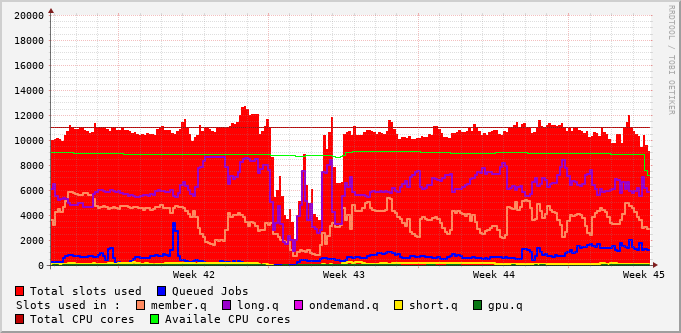 20000
18000
16000
14000
12000
10000
8000
6000
4000
2000
0
Week 42 Week 43 Week 44 Week 45
Total slots used Queued Jobs
Slots used in : member.q long.q ondemand.q short.q gpu.q
Total CPU cores Availale CPU cores
RRDTOOL / TOBI OETIKER